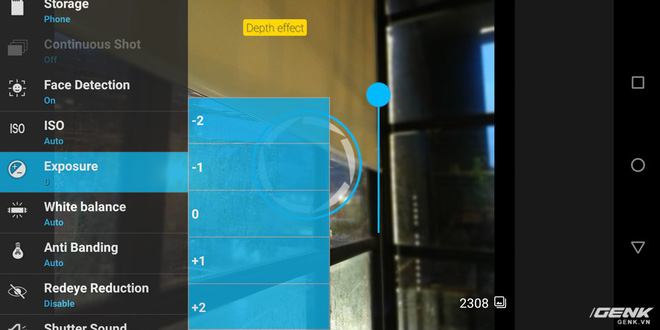 Storage
Phone
Continuous Shot
Off
Face Detection
On
ISO
ISO
Auto
Exposure
0
White balance
Auto
Anti Banding
Auto
Redeye Reduction
Disable
Shutter Sound
Depth effect
-2
-1
0
+1
+2
2308
GENK
GENK.VN